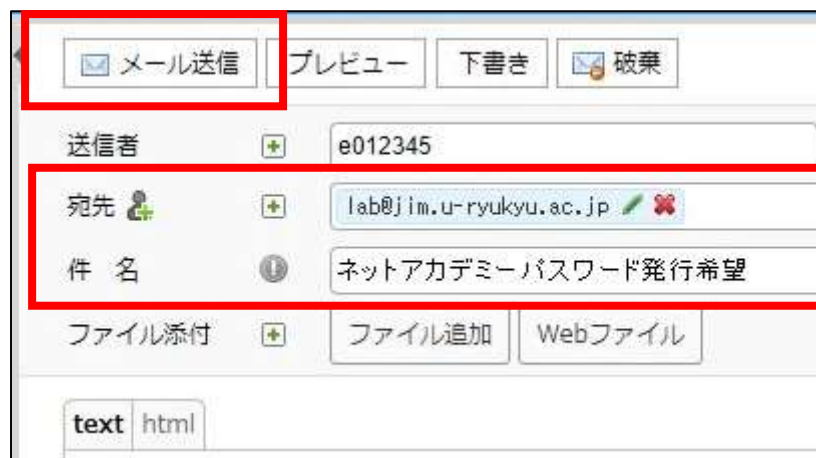 メール送信 プレビュー 下書き 破棄
送信者 e012345
宛先 lab@jim.u-ryukyu.ac.jp
件 名 ネットアカデミーパスワード発行希望
ファイル添付 ファイル追加 Webファイル
text html